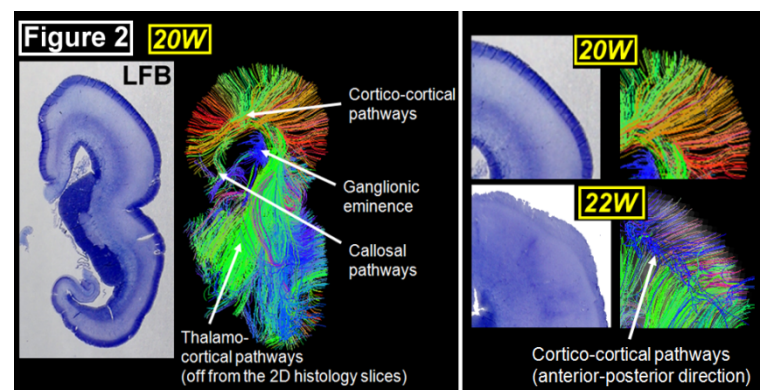 Figure 2
20W
LFB
Cortico-cortical
pathways
Ganglionic
eminence
Callosal
pathways
Thalamo-
cortical pathways
(off from the 2D histology slices)
20W
22W
Cortico-cortical pathways
(anterior-posterior direction)